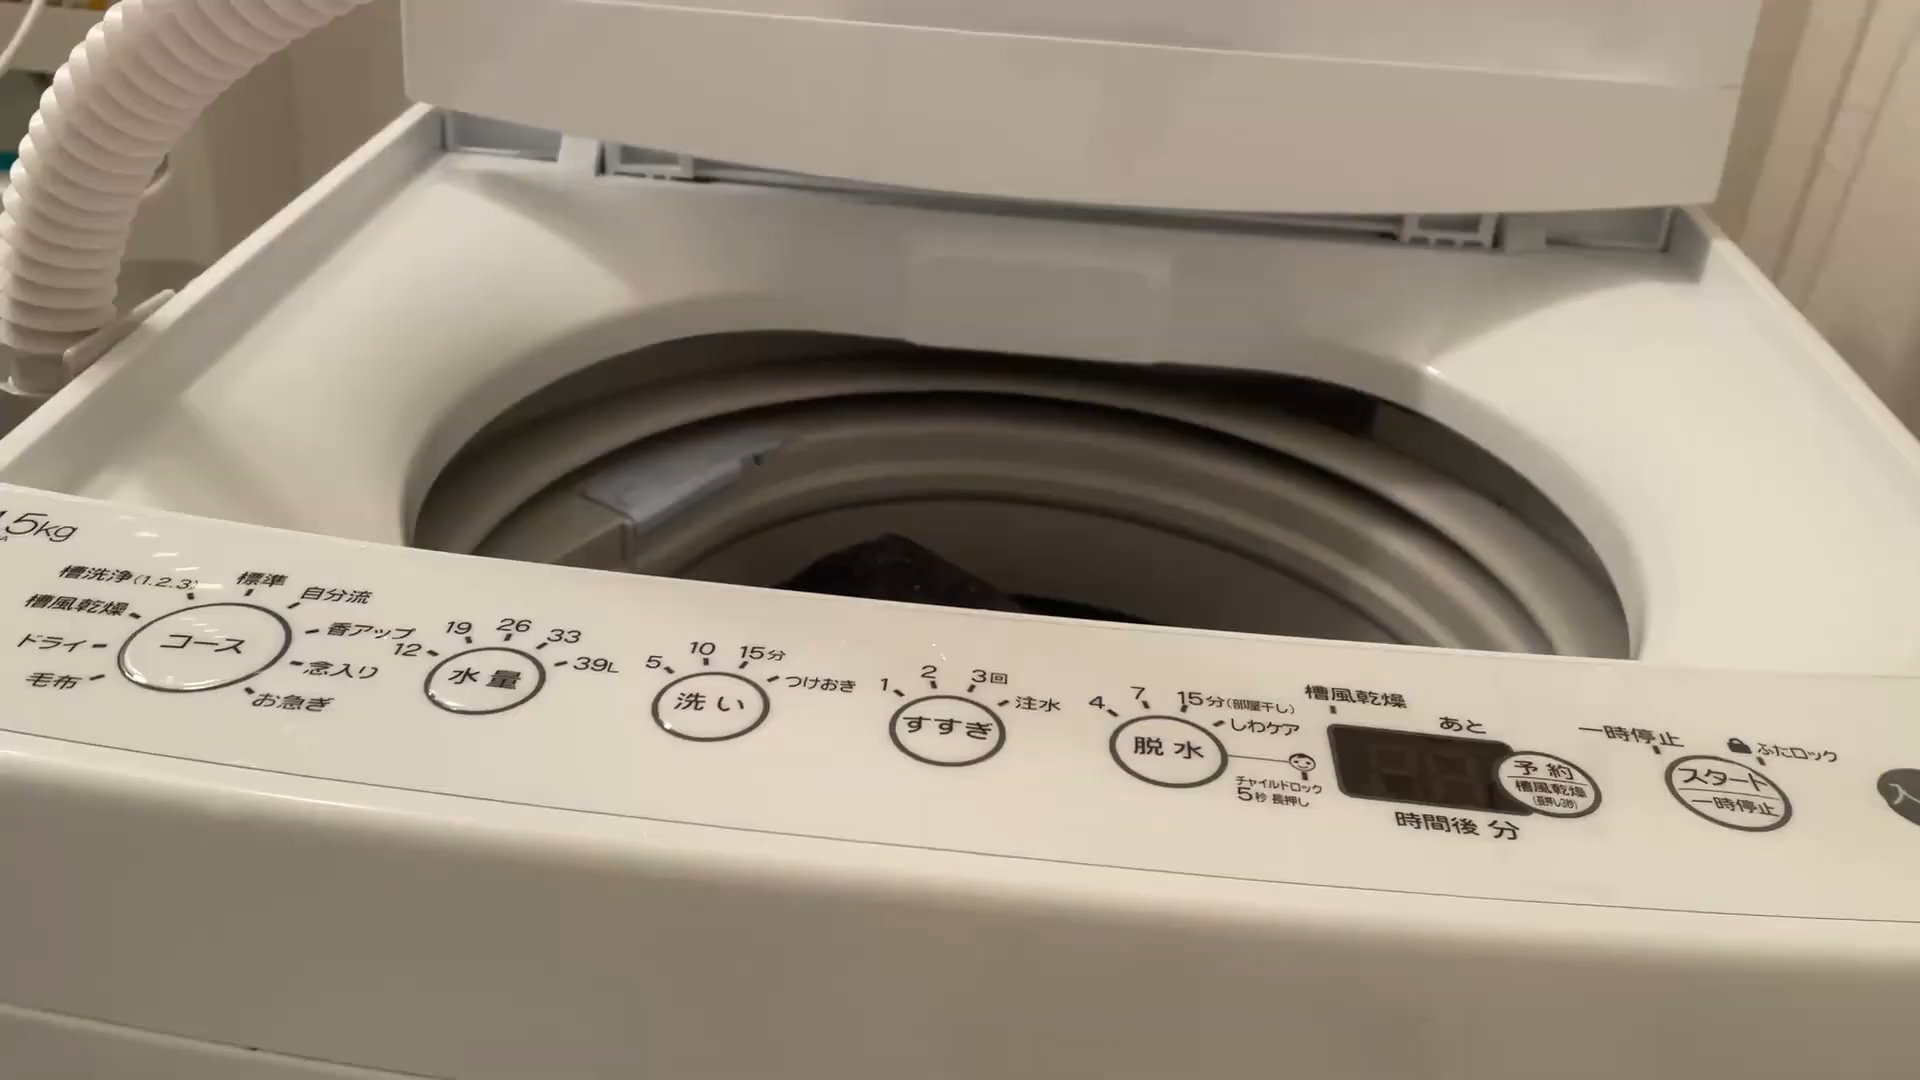 5kg
槽洗浄(1.2.3)
標準
自分流
槽風乾燥
香アップ
ドライ
念入り
毛布
お急ぎ
コース
12
19
26
33
39L
水量
5
10
15分
つけおき
洗い
1
2
3回
注水
すすぎ
4
7
15分(部屋干し)
しわケア
脱水
チャイルドロック
5秒 長押し
槽風乾燥
あと
時間後 分
予約
槽風乾燥
(長押し3秒)
一時停止
ふたロック
スタート
一時停止